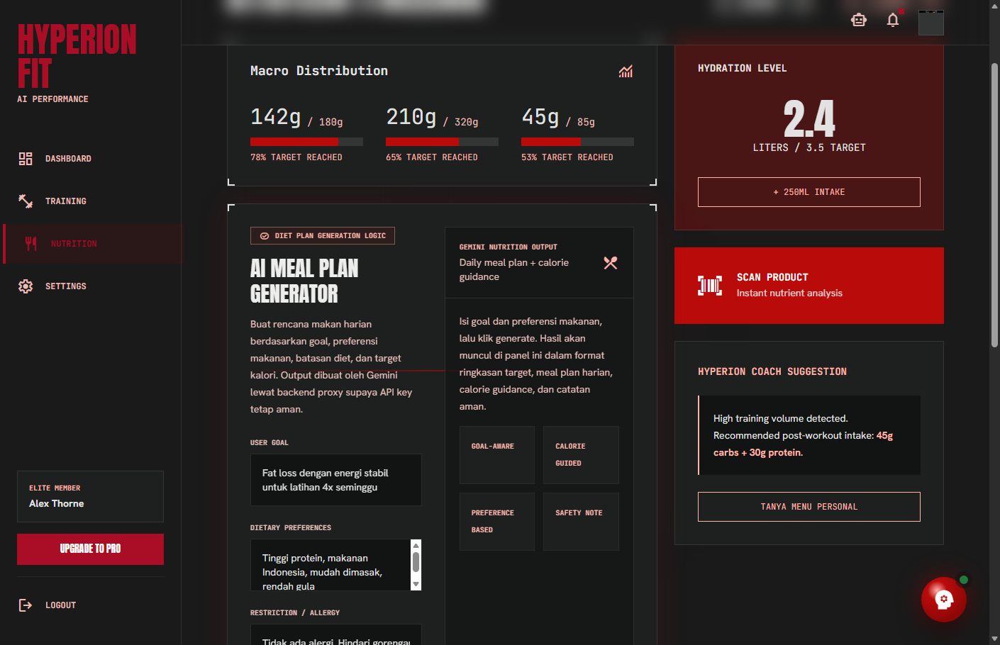 HYPERION
FIT
AI PERFORMANCE
DASHBOARD
TRAINING
NUTRITION
SETTINGS
ELITE MEMBER
Alex Thorne
UPGRADE TO PRO
LOGOUT
Macro Distribution
142g / 180g
78% TARGET REACHED
210g / 320g
65% TARGET REACHED
45g / 85g
53% TARGET REACHED
DIET PLAN GENERATION LOGIC
AI MEAL PLAN
GENERATOR
Buat rencana makan harian
berdasarkan goal, preferensi
makanan, batasan diet, dan target
kalori. Output dibuat oleh Gemini
lewat backend proxy supaya API key
tetap aman.
USER GOAL
Fat loss dengan energi stabil
untuk latihan 4x seminggu
DIETARY PREFERENCES
Tinggi protein, makanan
Indonesia, mudah dimasak,
rendah gula
RESTRICTION / ALLERGY
Tidak ada alergi. Hindari
GEMINI NUTRITION OUTPUT
Daily meal plan + calorie
guidance
Isi goal dan preferensi makanan,
lalu klik generate. Hasil akan
muncul di panel ini dalam format
ringkasan target, meal plan harian,
calorie guidance, dan catatan
aman.
GOAL-AWARE
CALORIE
GUIDED
PREFERENCE
BASED
SAFETY NOTE
HYDRATION LEVEL
2.4
LITERS / 3.5 TARGET
+ 250ML INTAKE
SCAN PRODUCT
Instant nutrient analysis
HYPERION COACH SUGGESTION
High training volume detected.
Recommended post-workout intake: 45g
carbs + 30g protein.
TANYA MENU PERSONAL